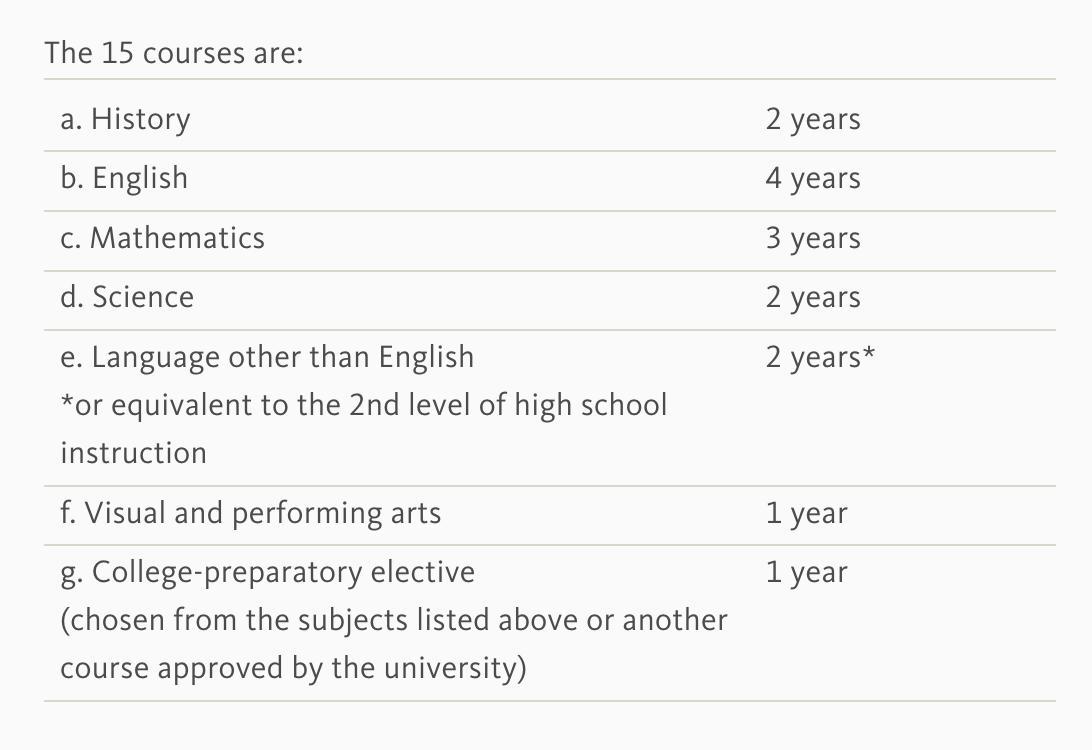 The 15 courses are:
a. History 2 years
b. English 4 years
c. Mathematics 3 years
d. Science 2 years
e. Language other than English 2 years*
*or equivalent to the 2nd level of high school
instruction
f. Visual and performing arts 1 year
g. College-preparatory elective 1 year
(chosen from the subjects listed above or another
course approved by the university)